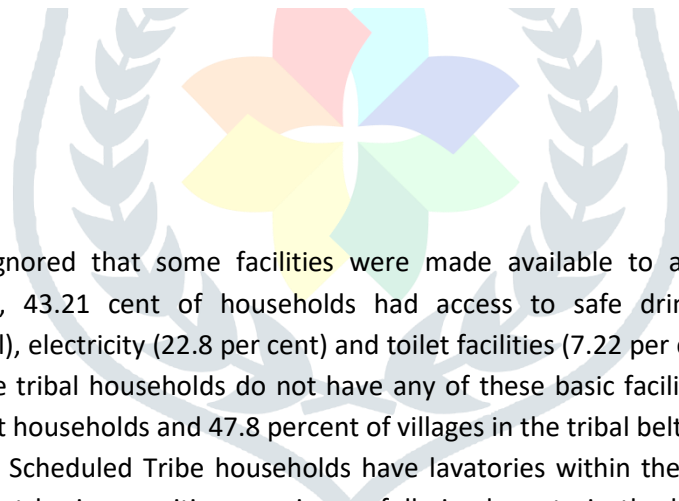 gnored that some facilities were made available to a
, 43.21 cent of households had access to safe drin
l), electricity (22.8 per cent) and toilet facilities (7.22 per c
e tribal households do not have any of these basic facili
t households and 47.8 percent of villages in the tribal belt
Scheduled Tribe households have lavatories within the